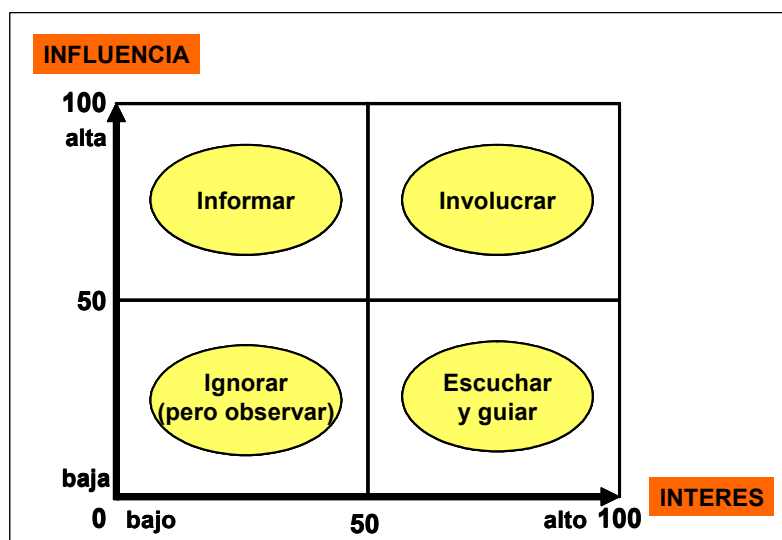 INFLUENCIA
100
alta
Informar
Involucrar
50
Ignorar
(pero observar)
Escuchar
y guiar
baja
INTERES
0 bajo 50 alto 100